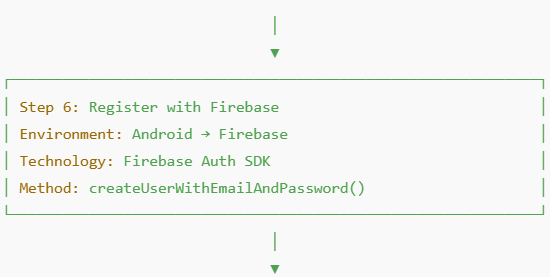 Step 6: Register with Firebase
Environment: Android → Firebase
Technology: Firebase Auth SDK
Method: createUserWithEmailAndPassword()